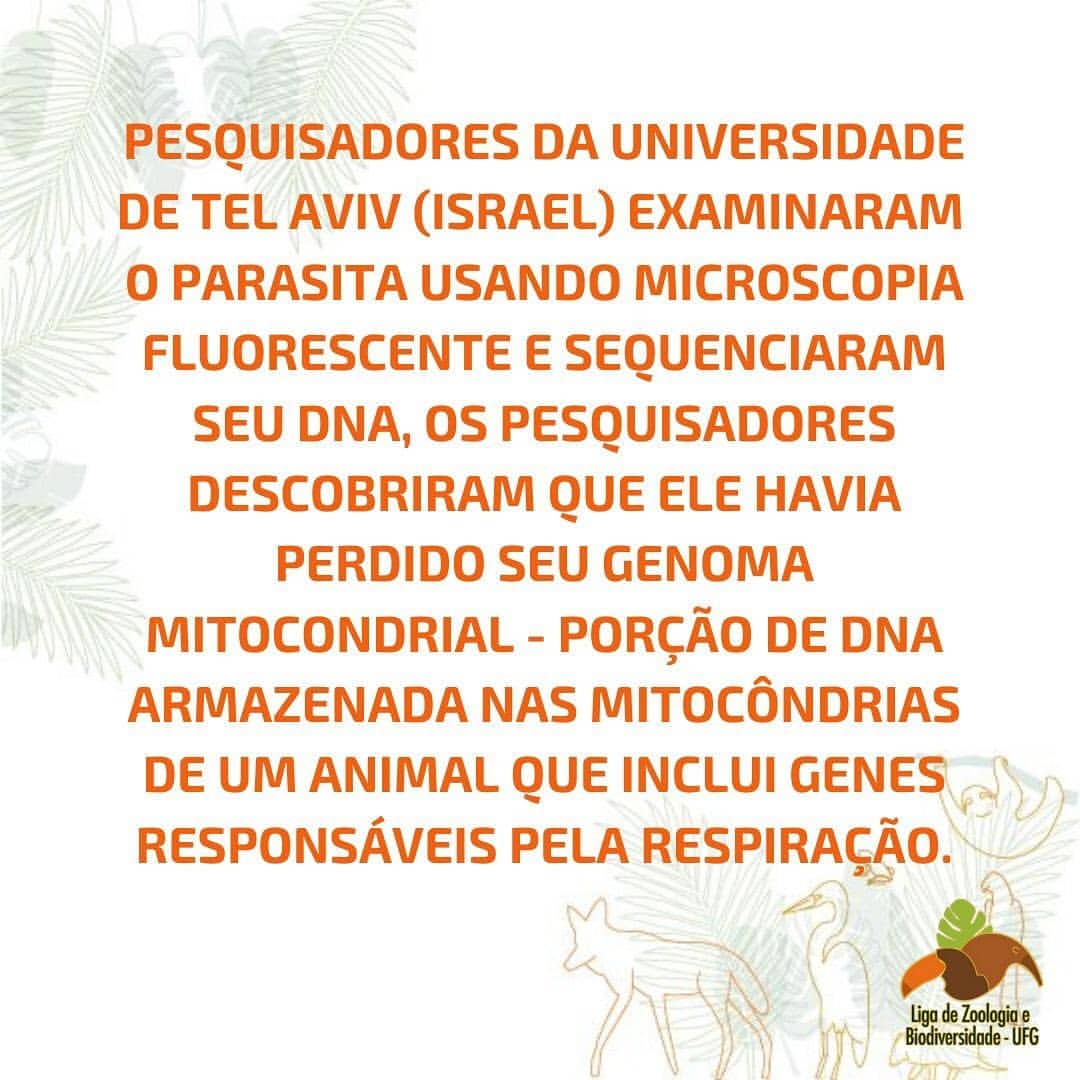 PESQUISADORES DA UNIVERSIDADE
DE TEL AVIV (ISRAEL) EXAMINARAM
O PARASITA USANDO MICROSCOPIA
FLUORESCENTE E SEQUENCIARAM
SEU DNA, OS PESQUISADORES
DESCOBRIRAM QUE ELE HAVIA
PERDIDO SEU GENOMA
MITOCONDRIAL - PORÇÃO DE DNA
ARMAZENADA NAS MITOCÔNDRIAS
DE UM ANIMAL QUE INCLUI GENES
RESPONSÁVEIS PELA RESPIRAÇÃO.
Liga de Zoologia e
Biodiversidade - UFG